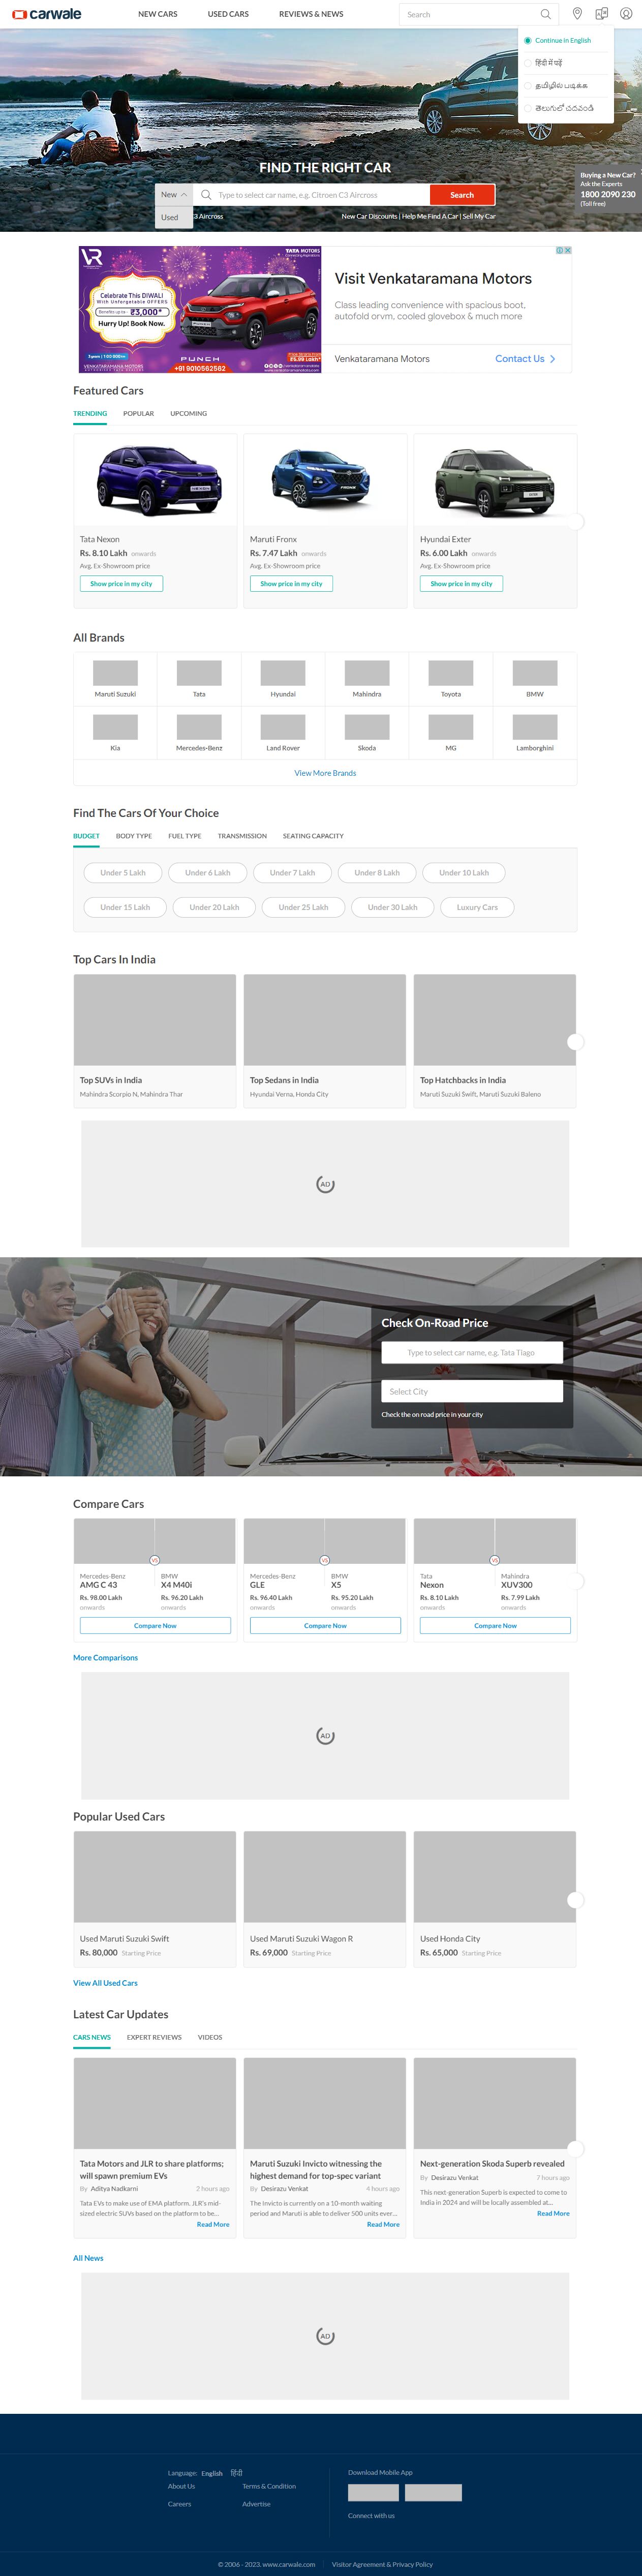 carwale
NEW CARS
USED CARS
REVIEWS & NEWS
Search
Continue in English
हिंदी में पढ़ें
தமிழில் படிக்க
తెలుగులో చదవండి
FIND THE RIGHT CAR
New
Type to select car name, e.g. Citroen C3 Aircross
Search
Used
C3 Aircross
New Car Discounts | Help Me Find A Car | Sell My Car
Buying a New Car?
Ask the Experts
1800 2090 230
(Toll free)
VR
VENKATARAMANA MOTORS
TATA MOTORS
Celebrate This DIWALI
With Unforgettable OFFERS
Benefits up to ₹3,000*
Hurry Up! Book Now.
PUNCH
+91 9010562562
Visit Venkataramana Motors
Class leading convenience with spacious boot,
autofold orvm, cooled glovebox & much more
Venkataramana Motors
Contact Us
Featured Cars
TRENDING
POPULAR
UPCOMING
Tata Nexon
Rs. 8.10 Lakh onwards
Avg. Ex-Showroom price
Show price in my city
Maruti Fronx
Rs. 7.47 Lakh onwards
Avg. Ex-Showroom price
Show price in my city
Hyundai Exter
Rs. 6.00 Lakh onwards
Avg. Ex-Showroom price
Show price in my city
All Brands
Maruti Suzuki
Tata
Hyundai
Mahindra
Toyota
BMW
Kia
Mercedes-Benz
Land Rover
Skoda
MG
Lamborghini
View More Brands
Find The Cars Of Your Choice
BUDGET
BODY TYPE
FUEL TYPE
TRANSMISSION
SEATING CAPACITY
Under 5 Lakh
Under 6 Lakh
Under 7 Lakh
Under 8 Lakh
Under 10 Lakh
Under 15 Lakh
Under 20 Lakh
Under 25 Lakh
Under 30 Lakh
Luxury Cars
Top Cars In India
Top SUVs in India
Mahindra Scorpio N, Mahindra Thar
Top Sedans in India
Hyundai Verna, Honda City
Top Hatchbacks in India
Maruti Suzuki Swift, Maruti Suzuki Baleno
AD
Check On-Road Price
Type to select car name, e.g. Tata Tiago
Select City
Check the on road price in your city
Compare Cars
VS
Mercedes-Benz
AMG C 43
Rs. 98.00 Lakh
onwards
BMW
X4 M40i
Rs. 96.20 Lakh
onwards
Compare Now
VS
Mercedes-Benz
GLE
Rs. 96.40 Lakh
onwards
BMW
X5
Rs. 95.20 Lakh
onwards
Compare Now
VS
Tata
Nexon
Rs. 8.10 Lakh
onwards
Mahindra
XUV300
Rs. 7.99 Lakh
onwards
Compare Now
More Comparisons
AD
Popular Used Cars
Used Maruti Suzuki Swift
Rs. 80,000 Starting Price
Used Maruti Suzuki Wagon R
Rs. 69,000 Starting Price
Used Honda City
Rs. 65,000 Starting Price
View All Used Cars
Latest Car Updates
CARS NEWS
EXPERT REVIEWS
VIDEOS
Tata Motors and JLR to share platforms;
will spawn premium EVs
By Aditya Nadkarni
2 hours ago
Tata EVs to make use of EMA platform. JLR's mid-
sized electric SUVs based on the platform to be...
Read More
Maruti Suzuki Invicto witnessing the
highest demand for top-spec variant
By Desirazu Venkat
4 hours ago
The Invicto is currently on a 10-month waiting
period and Maruti is able to deliver 500 units ever...
Read More
Next-generation Skoda Superb revealed
By Desirazu Venkat
7 hours ago
This next-generation Superb is expected to come to
India in 2024 and will be locally assembled at...
Read More
All News
AD
Language: English हिंदी
About Us
Terms & Condition
Careers
Advertise
Download Mobile App
Connect with us
© 2006 - 2023. www.carwale.com
Visitor Agreement & Privacy Policy